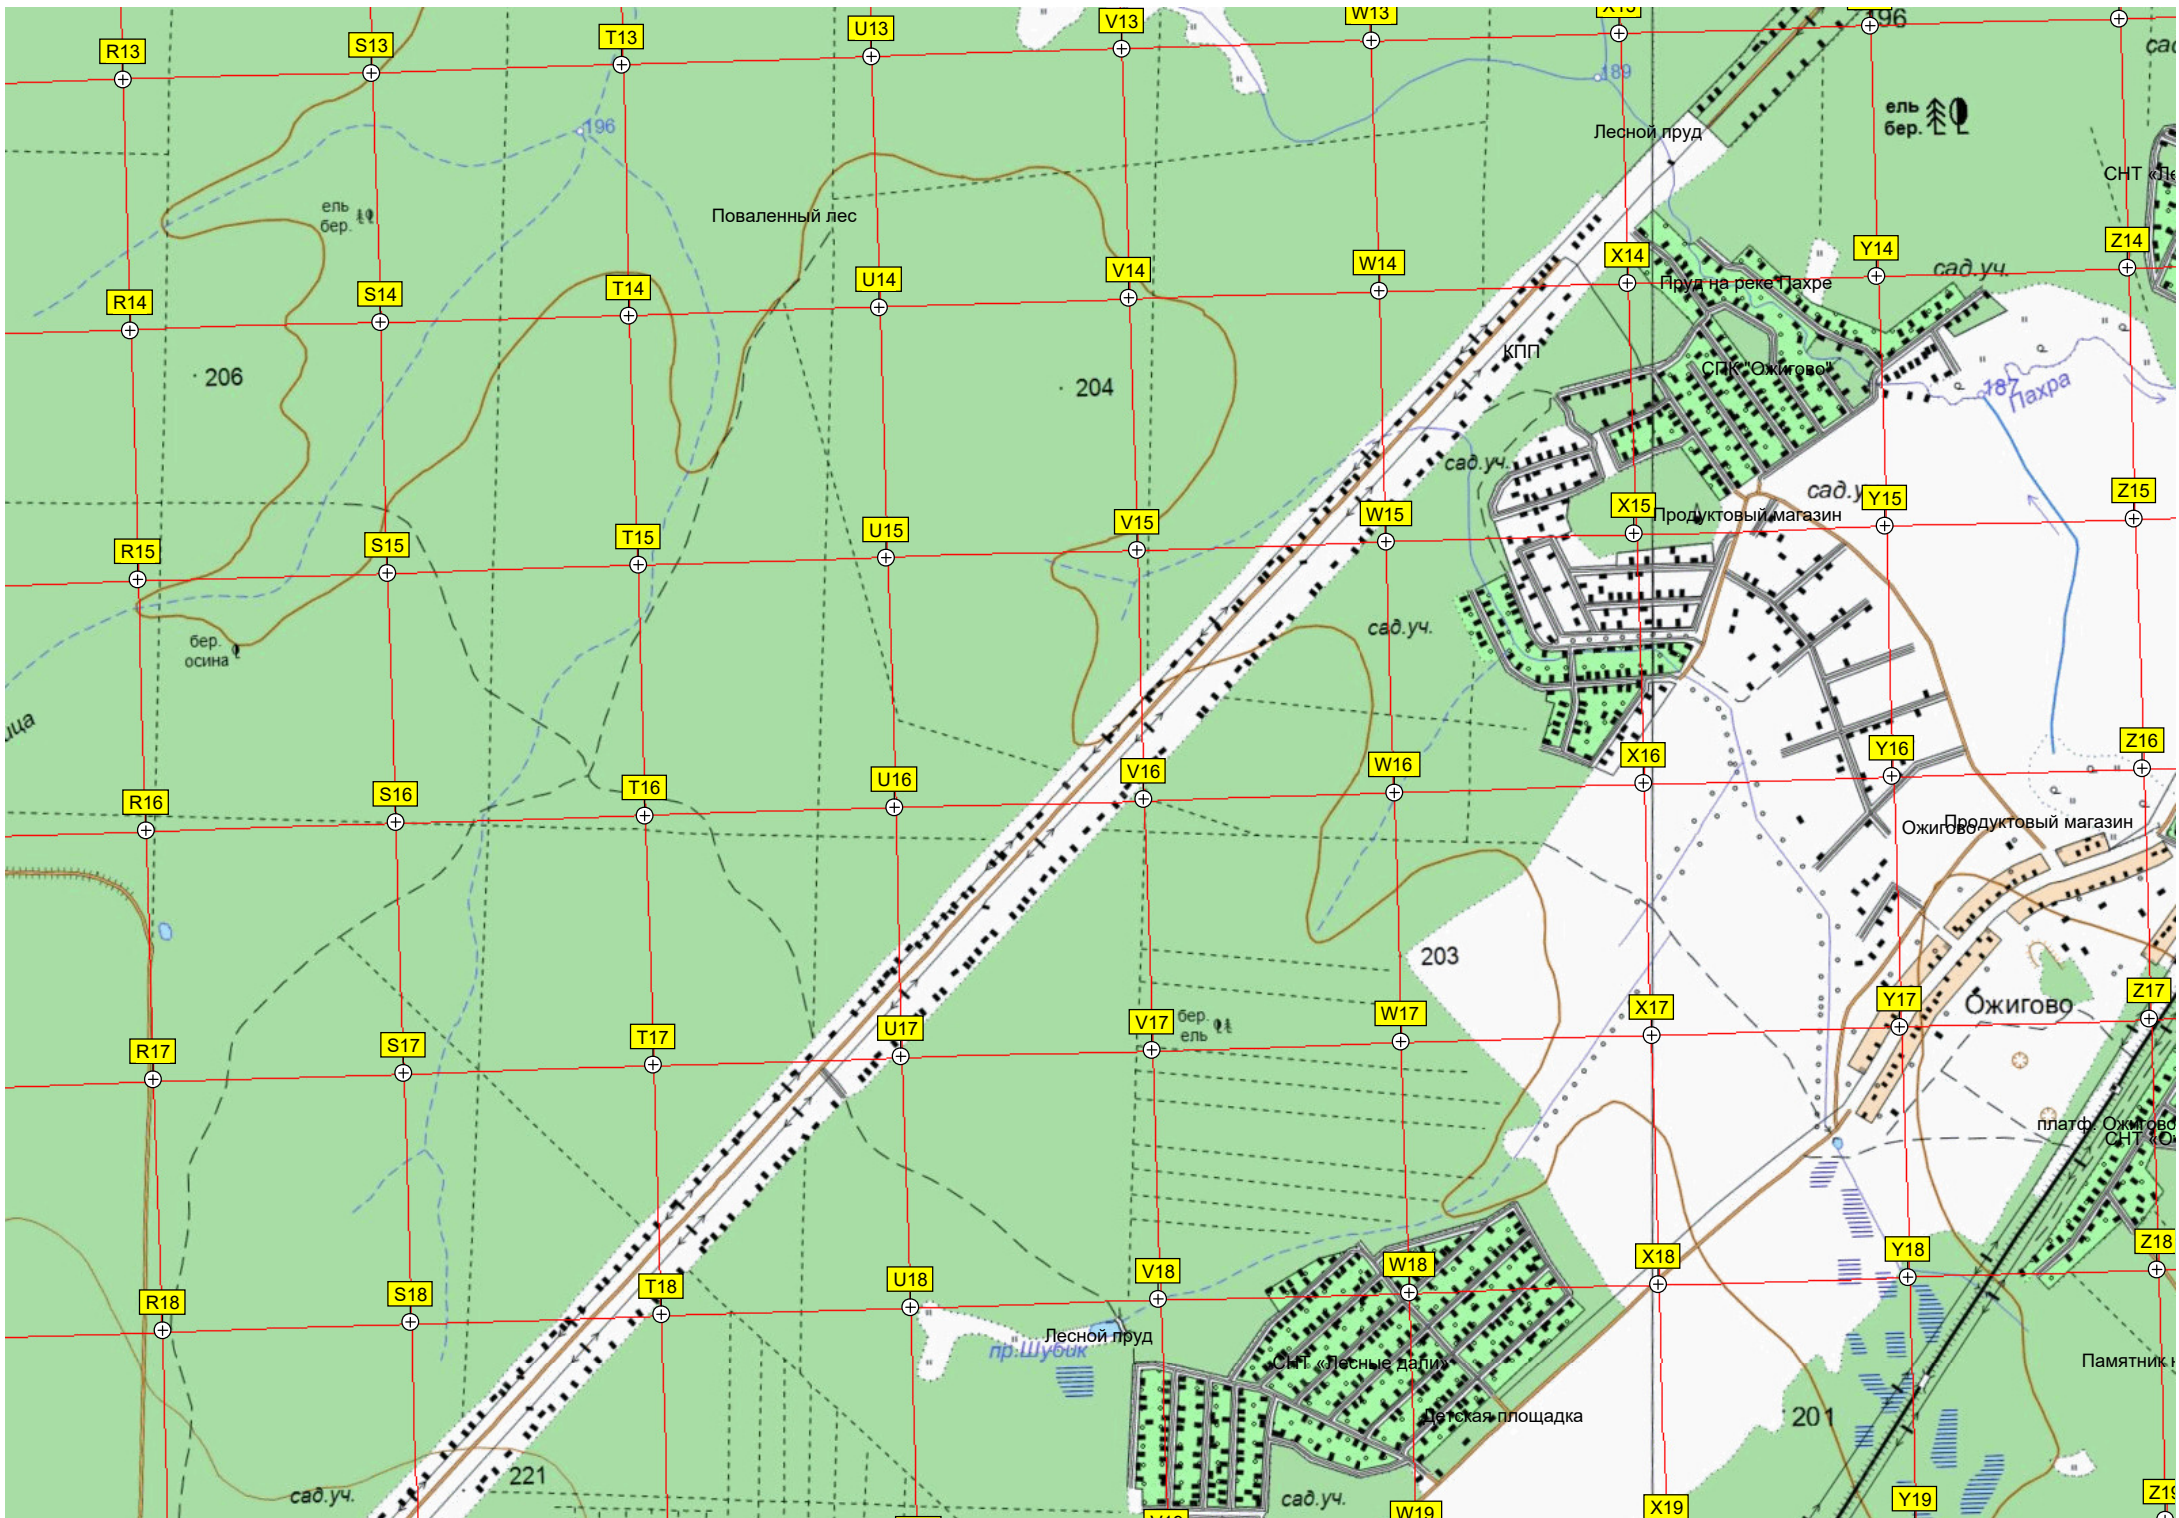 R13
S13
T13
U13
V13
W13
X13
196
189
196
Лесной пруд
ель
бер.
ель
бер.
Поваленный лес
R14
S14
T14
U14
V14
W14
X14
Y14
Z14
сад.уч.
Пруд на реке Пахре
206
204
КПП
СПК "Ожигово"
187
Пахра
сад.уч.
R15
S15
T15
U15
V15
W15
X15
Y15
Z15
Продуктовый магазин
сад.уч.
бер.
осина
R16
S16
T16
U16
V16
W16
X16
Y16
Z16
Ожигово
Продуктовый магазин
203
R17
S17
T17
U17
V17
W17
X17
Y17
Z17
бер.
ель
Ожигово
платф. Ожигово
R18
S18
T18
U18
V18
W18
X18
Y18
Z18
Лесной пруд
пр.Шубик
СНТ «Лесные дали»
Памятник
Детская площадка
201
221
сад.уч.
сад.уч.
W19
X19
Y19
Z19